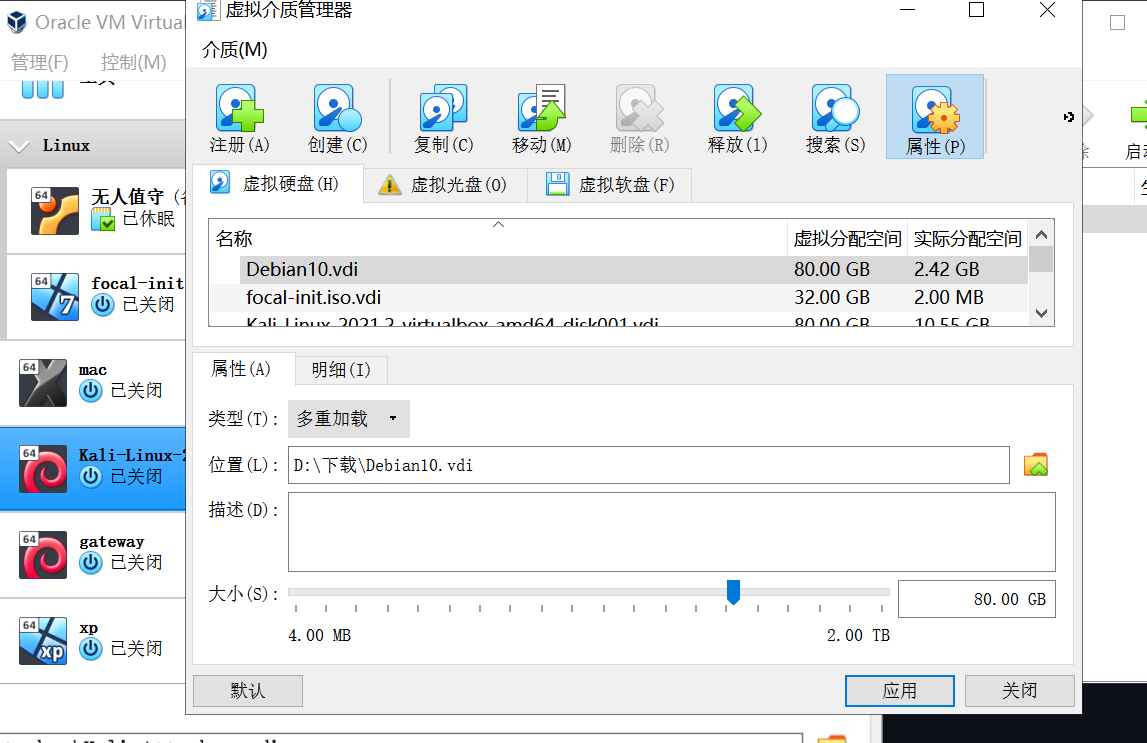 Oracle VM Virtual
管理(F) 控制(M)
Linux
64
无人值守
已休眠
64
focal-init
已关闭
64
mac
已关闭
64
Kali-Linux-2
已关闭
64
gateway
已关闭
64
xp
已关闭
虚拟介质管理器
介质(M)
注册(A) 创建(C) 复制(C) 移动(M) 删除(R) 释放(l) 搜索(S) 属性(P)
虚拟硬盘(H) 虚拟光盘(O) 虚拟软盘(F)
名称 虚拟分配空间 实际分配空间
Debian10.vdi 80.00 GB 2.42 GB
focal-init.iso.vdi 32.00 GB 2.00 MB
Kali-Linux-2021.2-virtualbox-amd64-disk001.vdi 80.00 GB 10.55 GB
属性(A) 明细(I)
类型(T): 多重加载
位置(L): D:\下载\Debian10.vdi
描述(D):
大小(S): 80.00 GB
4.00 MB 2.00 TB
默认 应用 关闭